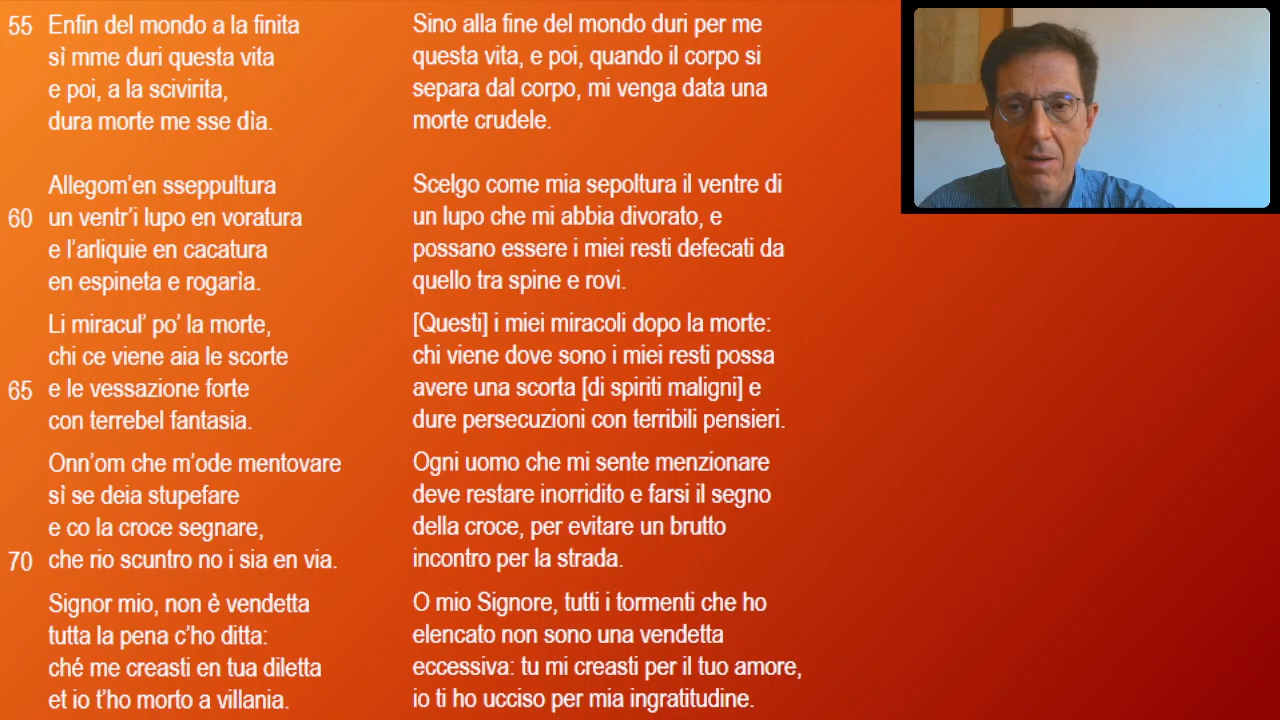 55 Enfin del mondo a la finita
sì mme duri questa vita
e poi, a la scivirita,
dura morte me sse dìa.
Allegom’en sseppultura
60 un ventr’i lupo en voratura
e l’arliquie en cacatura
en espineta e rogarìa.
Li miracul’ po’ la morte,
chi ce viene aia le scorte
65 e le vessazione forte
con terrebel fantasia.
Onn’om che m’ode mentovare
sì se deia stupefare
e co la croce segnare,
70 che rio scuntro no i sia en via.
Signor mio, non è vendetta
tutta la pena c’ho ditta:
ché me creasti en tua diletta
et io t’ho morto a villania.
Sino alla fine del mondo duri per me
questa vita, e poi, quando il corpo si
separa dal corpo, mi venga data una
morte crudele.
Scelgo come mia sepoltura il ventre di
un lupo che mi abbia divorato, e
possano essere i miei resti defecati da
quello tra spine e rovi.
[Questi] i miei miracoli dopo la morte:
chi viene dove sono i miei resti possa
avere una scorta [di spiriti maligni] e
dure persecuzioni con terribili pensieri.
Ogni uomo che mi sente menzionare
deve restare inorridito e farsi il segno
della croce, per evitare un brutto
incontro per la strada.
O mio Signore, tutti i tormenti che ho
elencato non sono una vendetta
eccessiva: tu mi creasti per il tuo amore,
io ti ho ucciso per mia ingratitudine.